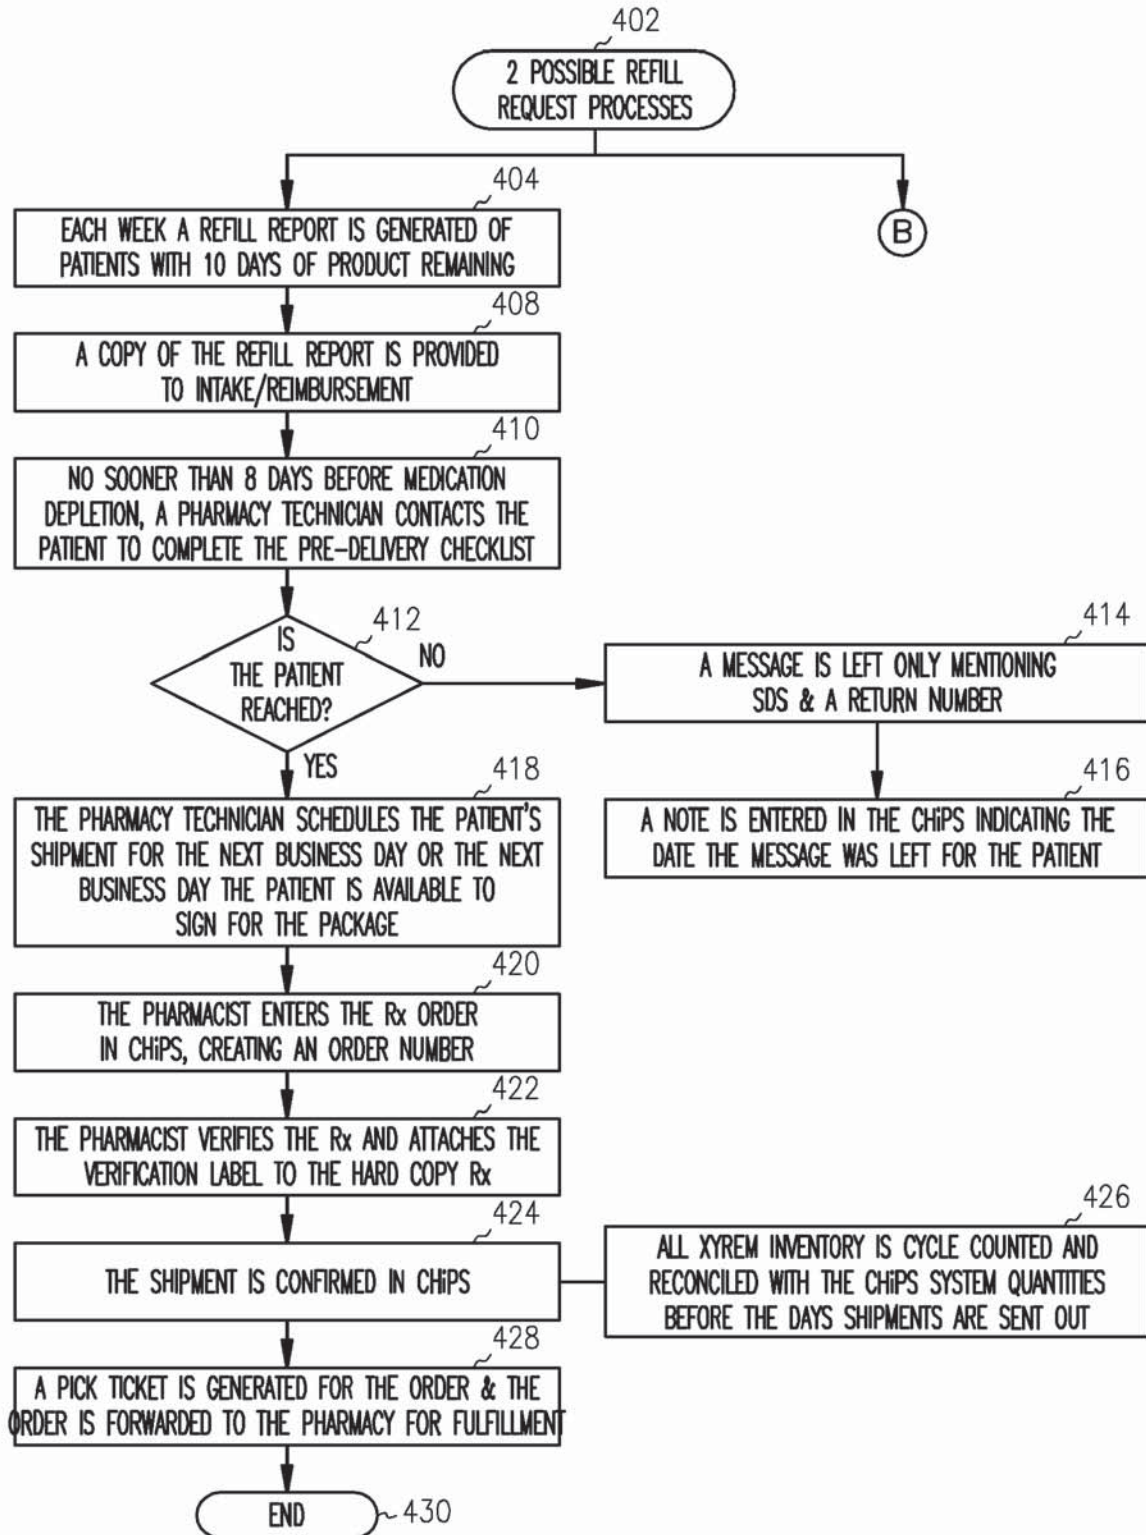 402
2 POSSIBLE REFILL
REQUEST PROCESSES
404
EACH WEEK A REFILL REPORT IS GENERATED OF
PATIENTS WITH 10 DAYS OF PRODUCT REMAINING
B
408
A COPY OF THE REFILL REPORT IS PROVIDED
TO INTAKE/REIMBURSEMENT
410
NO SOONER THAN 8 DAYS BEFORE MEDICATION
DEPLETION, A PHARMACY TECHNICIAN CONTACTS THE
PATIENT TO COMPLETE THE PRE-DELIVERY CHECKLIST
412
IS
THE PATIENT
REACHED?
NO
414
A MESSAGE IS LEFT ONLY MENTIONING
SDS & A RETURN NUMBER
416
A NOTE IS ENTERED IN THE CHiPS INDICATING THE
DATE THE MESSAGE WAS LEFT FOR THE PATIENT
YES
418
THE PHARMACY TECHNICIAN SCHEDULES THE PATIENT'S
SHIPMENT FOR THE NEXT BUSINESS DAY OR THE NEXT
BUSINESS DAY THE PATIENT IS AVAILABLE TO
SIGN FOR THE PACKAGE
420
THE PHARMACIST ENTERS THE Rx ORDER
IN CHiPS, CREATING AN ORDER NUMBER
422
THE PHARMACIST VERIFIES THE Rx AND ATTACHES THE
VERIFICATION LABEL TO THE HARD COPY Rx
424
THE SHIPMENT IS CONFIRMED IN CHiPS
426
ALL XYREM INVENTORY IS CYCLE COUNTED AND
RECONCILED WITH THE CHiPS SYSTEM QUANTITIES
BEFORE THE DAYS SHIPMENTS ARE SENT OUT
428
A PICK TICKET IS GENERATED FOR THE ORDER & THE
ORDER IS FORWARDED TO THE PHARMACY FOR FULFILLMENT
END
430